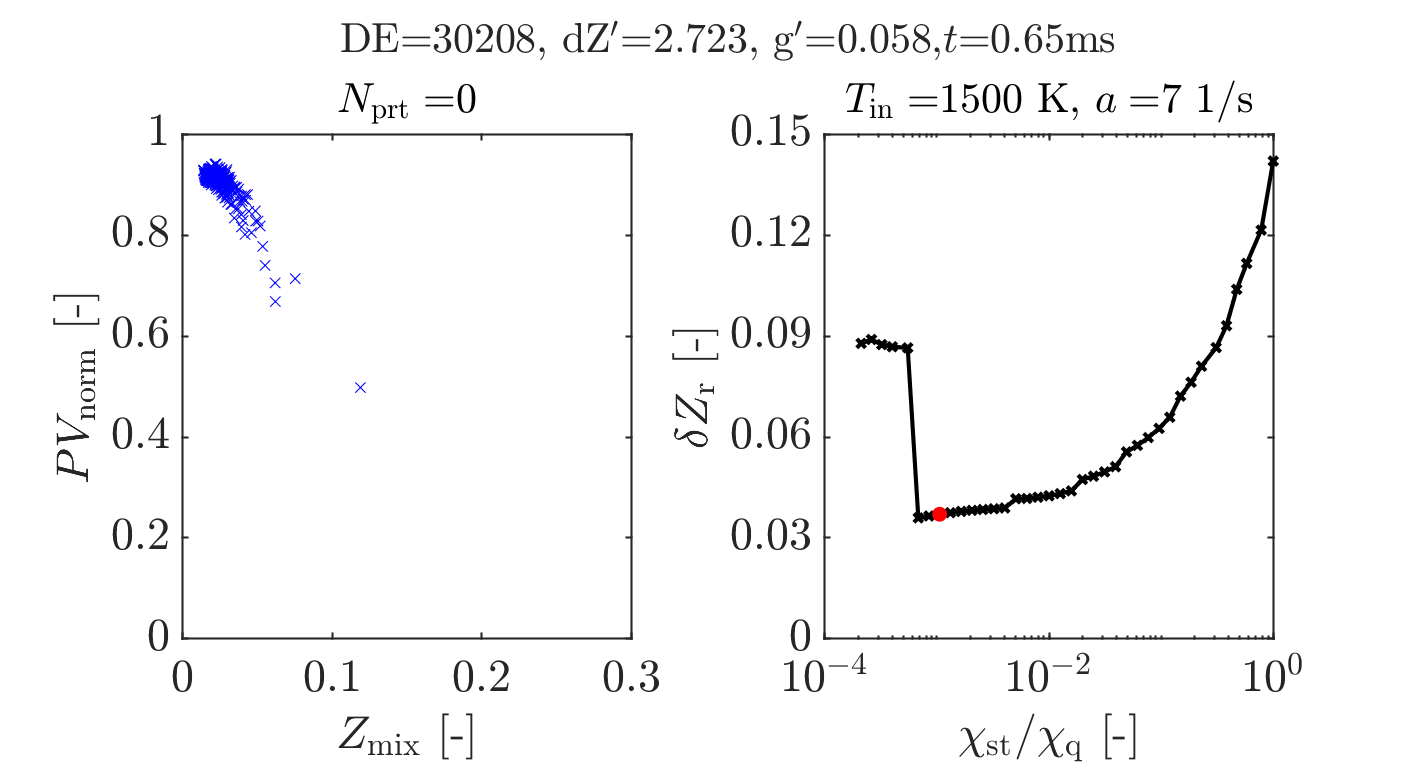 DE=30208, dZ′=2.723, g′=0.058,t=0.65ms
N_prt =0
1
0.8
0.6
0.4
0.2
0
PV_norm [-]
0 0.1 0.2 0.3
Z_mix [-]
T_in =1500 K, a =7 1/s
0.15
0.12
0.09
0.06
0.03
0
δZ_r [-]
10^−4 10^−2 10^0
χ_st/χ_q [-]